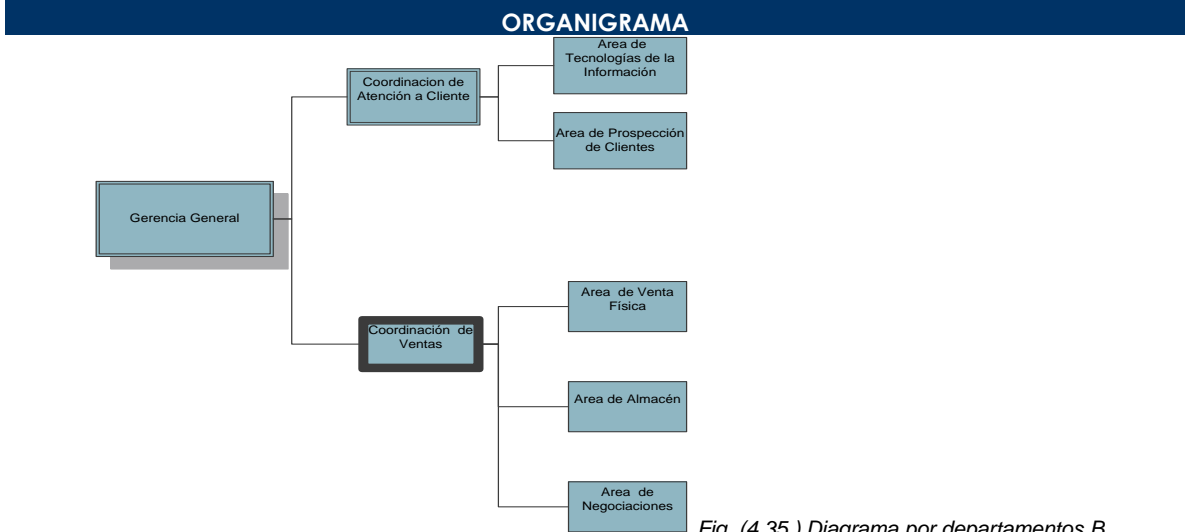 ORGANIGRAMA
Area de
Tecnologías de la
Información
Coordinacion de
Atención a Cliente
Area de Prospección
de Clientes
Gerencia General
Area de Venta
Física
Coordinación de
Ventas
Area de Almacén
Area de
Negociaciones
Fig. (4.35.) Diagrama por departamentos B